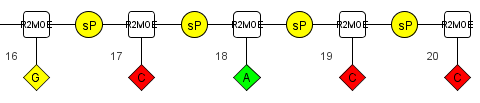 R2MOE sP R2MOE sP R2MOE sP R2MOE sP R2MOE
16 17 18 19 20
G C A C C